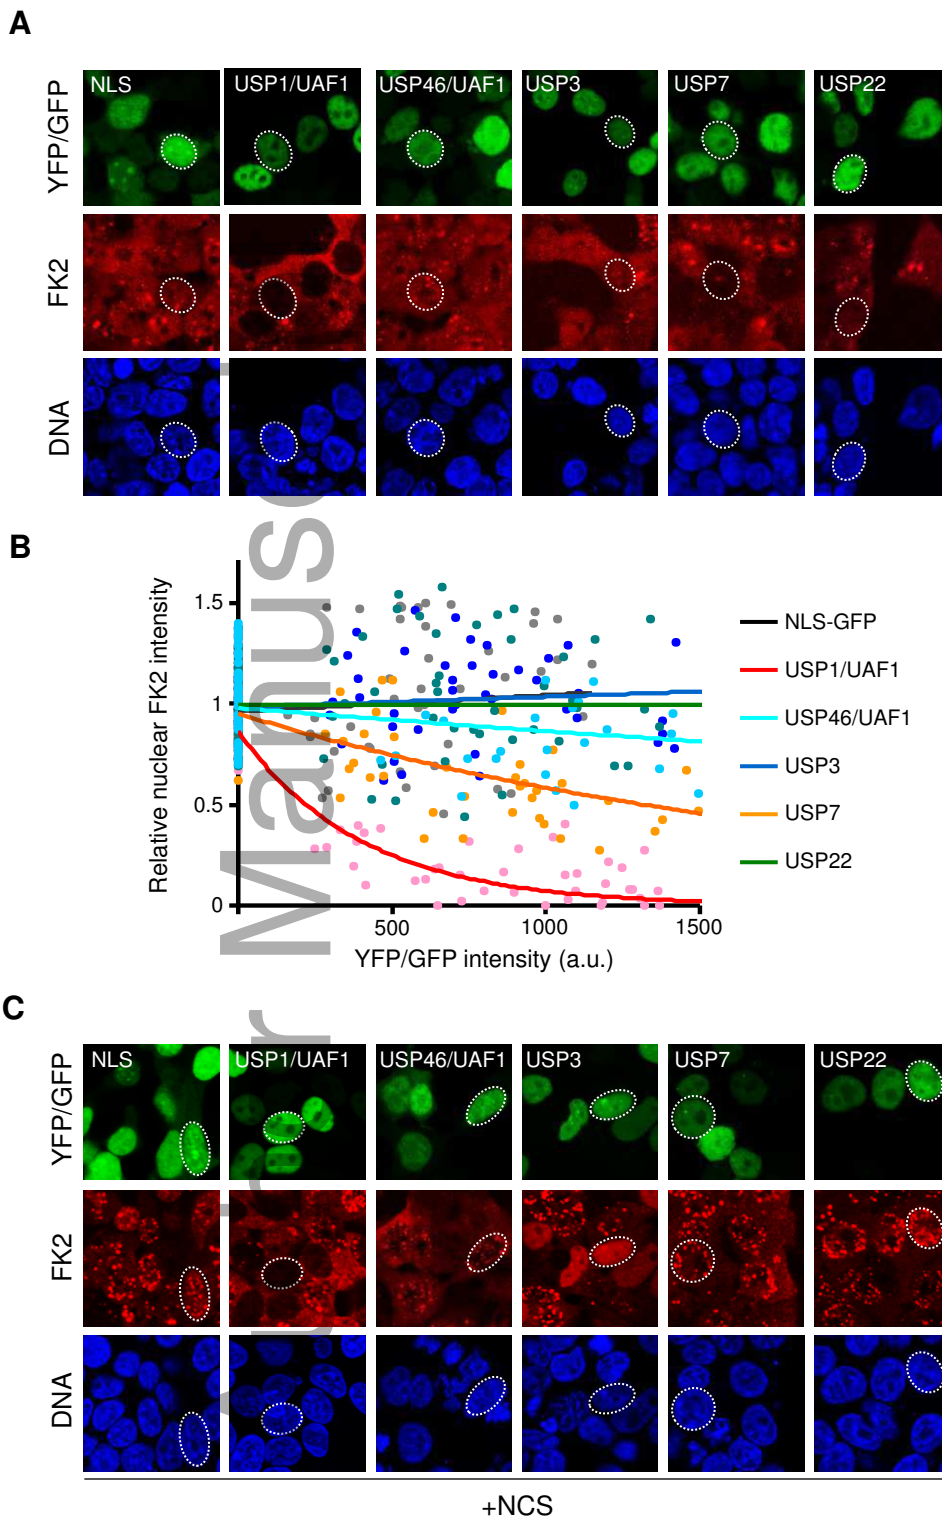 A
YFP/GFP
NLS
USP1/UAF1
USP46/UAF1
USP3
USP7
USP22
FK2
DNA
B
Relative nuclear FK2 intensity
1.5
1
0.5
0
500
1000
1500
YFP/GFP intensity (a.u.)
NLS-GFP
USP1/UAF1
USP46/UAF1
USP3
USP7
USP22
C
YFP/GFP
NLS
USP1/UAF1
USP46/UAF1
USP3
USP7
USP22
FK2
DNA
+NCS